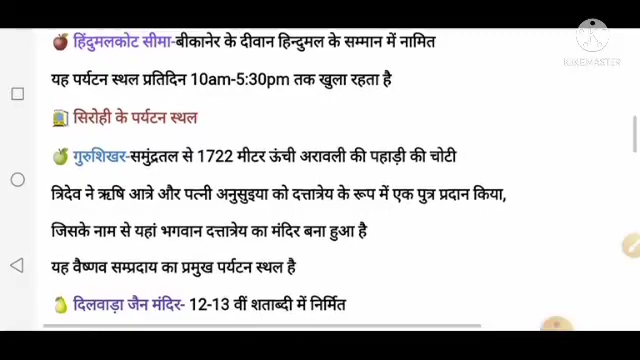 हिंदुमलकोट सीमा-बीकानेर के दीवान हिन्दुमल के सम्मान में नामित
यह पर्यटन स्थल प्रतिदिन 10am-5:30pm तक खुला रहता है
सिरोही के पर्यटन स्थल
गुरुशिखर-समुंद्रतल से 1722 मीटर ऊंची अरावली की पहाड़ी की चोटी
त्रिदेव ने ऋषि आत्रे और पत्नी अनुसुइया को दत्तात्रेय के रूप में एक पुत्र प्रदान किया,
जिसके नाम से यहां भगवान दत्तात्रेय का मंदिर बना हुआ है
यह वैष्णव सम्प्रदाय का प्रमुख पर्यटन स्थल है
दिलवाड़ा जैन मंदिर- 12-13 वीं शताब्दी में निर्मित
KINEMASTER